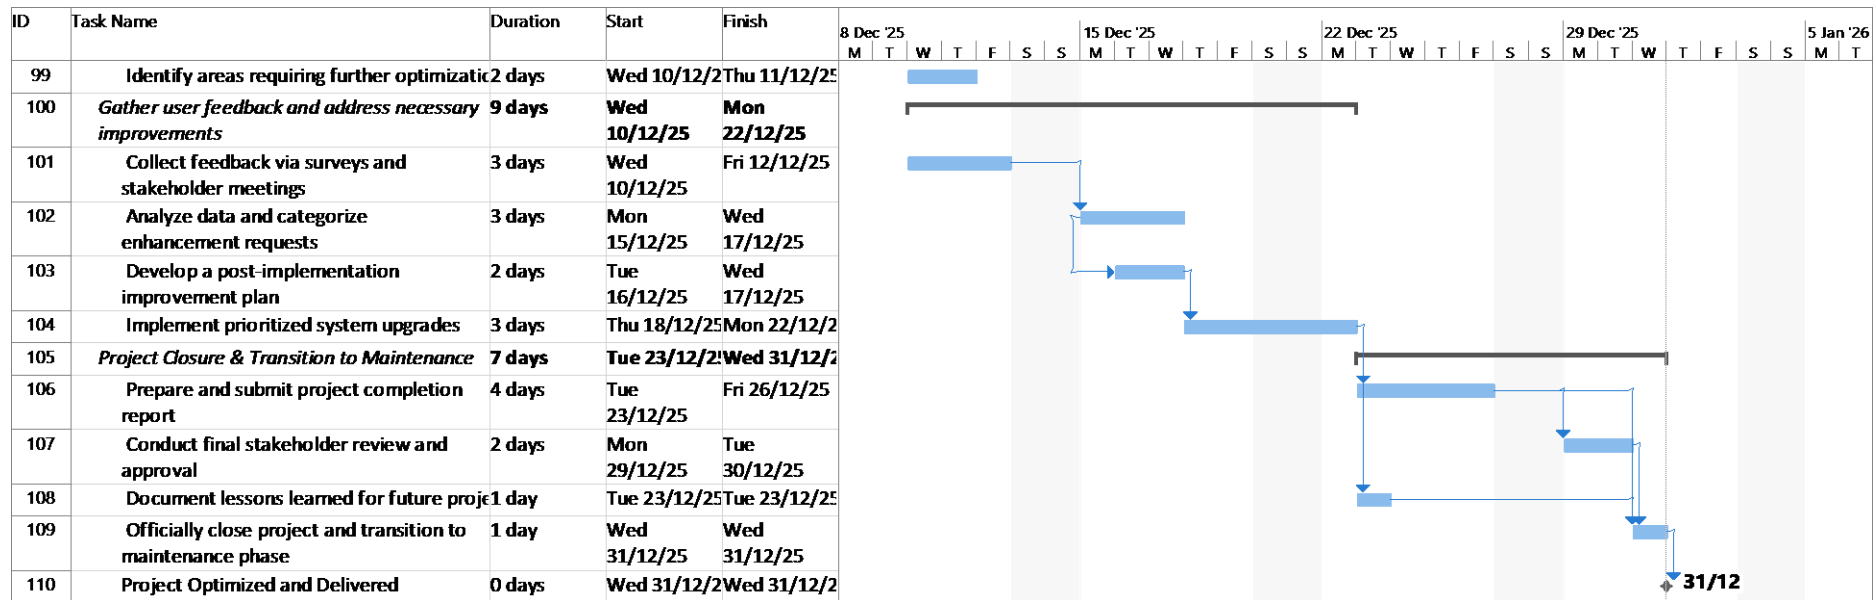 ID Task Name Duration Start Finish
8 Dec '25 15 Dec '25 22 Dec '25 29 Dec '25 5 Jan '26
M T W T F S S M T W T F S S M T W T F S S M T W T F S S M T
99 Identify areas requiring further optimizatic 2 days Wed 10/12/2 Thu 11/12/25
100 Gather user feedback and address necessary 9 days Wed Mon
improvements 10/12/25 22/12/25
101 Collect feedback via surveys and 3 days Wed Fri 12/12/25
stakeholder meetings 10/12/25
102 Analyze data and categorize 3 days Mon Wed
enhancement requests 15/12/25 17/12/25
103 Develop a post-implementation 2 days Tue Wed
improvement plan 16/12/25 17/12/25
104 Implement prioritized system upgrades 3 days Thu 18/12/25 Mon 22/12/2
105 Project Closure & Transition to Maintenance 7 days Tue 23/12/2 Wed 31/12/2
106 Prepare and submit project completion 4 days Tue Fri 26/12/25
report 23/12/25
107 Conduct final stakeholder review and 2 days Mon Tue
approval 29/12/25 30/12/25
108 Document lessons learned for future proje 1 day Tue 23/12/25 Tue 23/12/25
109 Officially close project and transition to 1 day Wed Wed
maintenance phase 31/12/25 31/12/25
110 Project Optimized and Delivered 0 days Wed 31/12/2 Wed 31/12/2
31/12